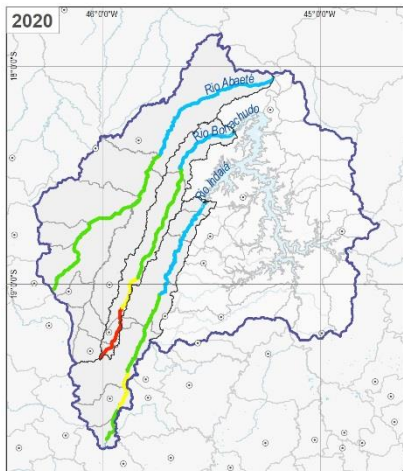 2020
46°0'0"W
45°0'0"W
18°0'0"S
Rio Abaeté
Rio Borrachudo
Rio Indaiá
19°0'0"S